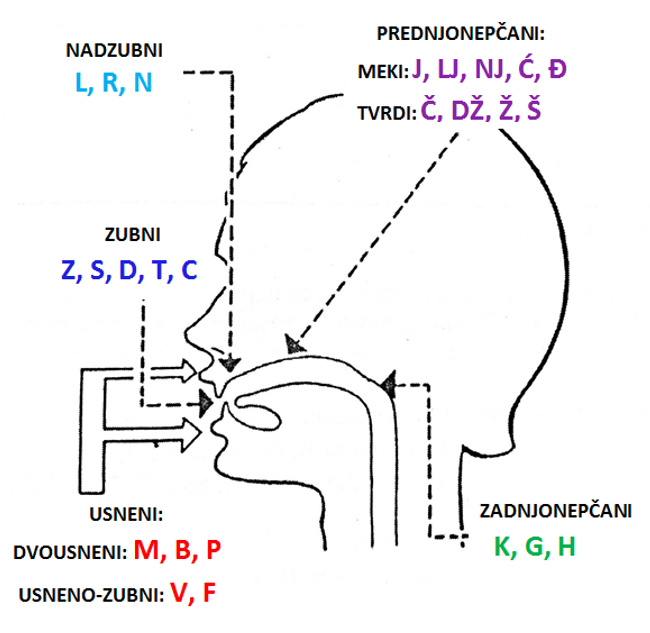 NADZUBNI
L, R, N
PREDNJONEPČANI:
MEKI: J, LJ, NJ, Ć, Đ
TVRDI: Č, DŽ, Ž, Š
ZUBNI
Z, S, D, T, C
USNENI:
DVOUSNENI: M, B, P
USNENO-ZUBNI: V, F
ZADNJONEPČANI
K, G, H